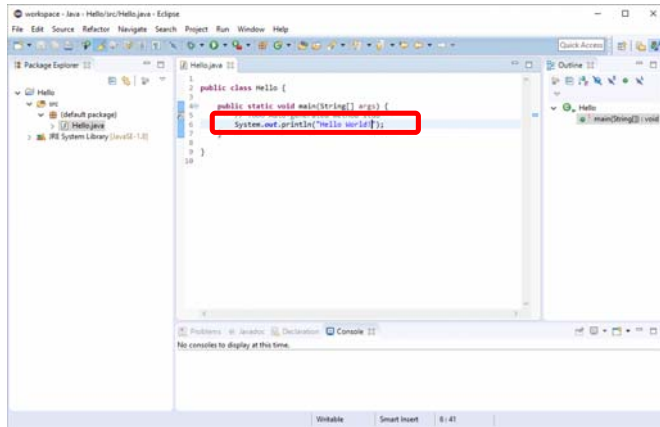 workspace - Java - Hello/src/Hello.java - Eclipse
File Edit Source Refactor Navigate Search Project Run Window Help
Quick Access
Package Explorer
Hello.java
Outline
Hello
src
(default package)
Hello.java
JRE System Library [JavaSE-1.8]
1
2 public class Hello {
3
4 public static void main(String[] args) {
5
6 System.out.println("Hello World!");
7 }
8
9 }
10
Hello
main(String[]) : void
Problems Javadoc Declaration Console
No consoles to display at this time.
Writable Smart Insert 6 : 41